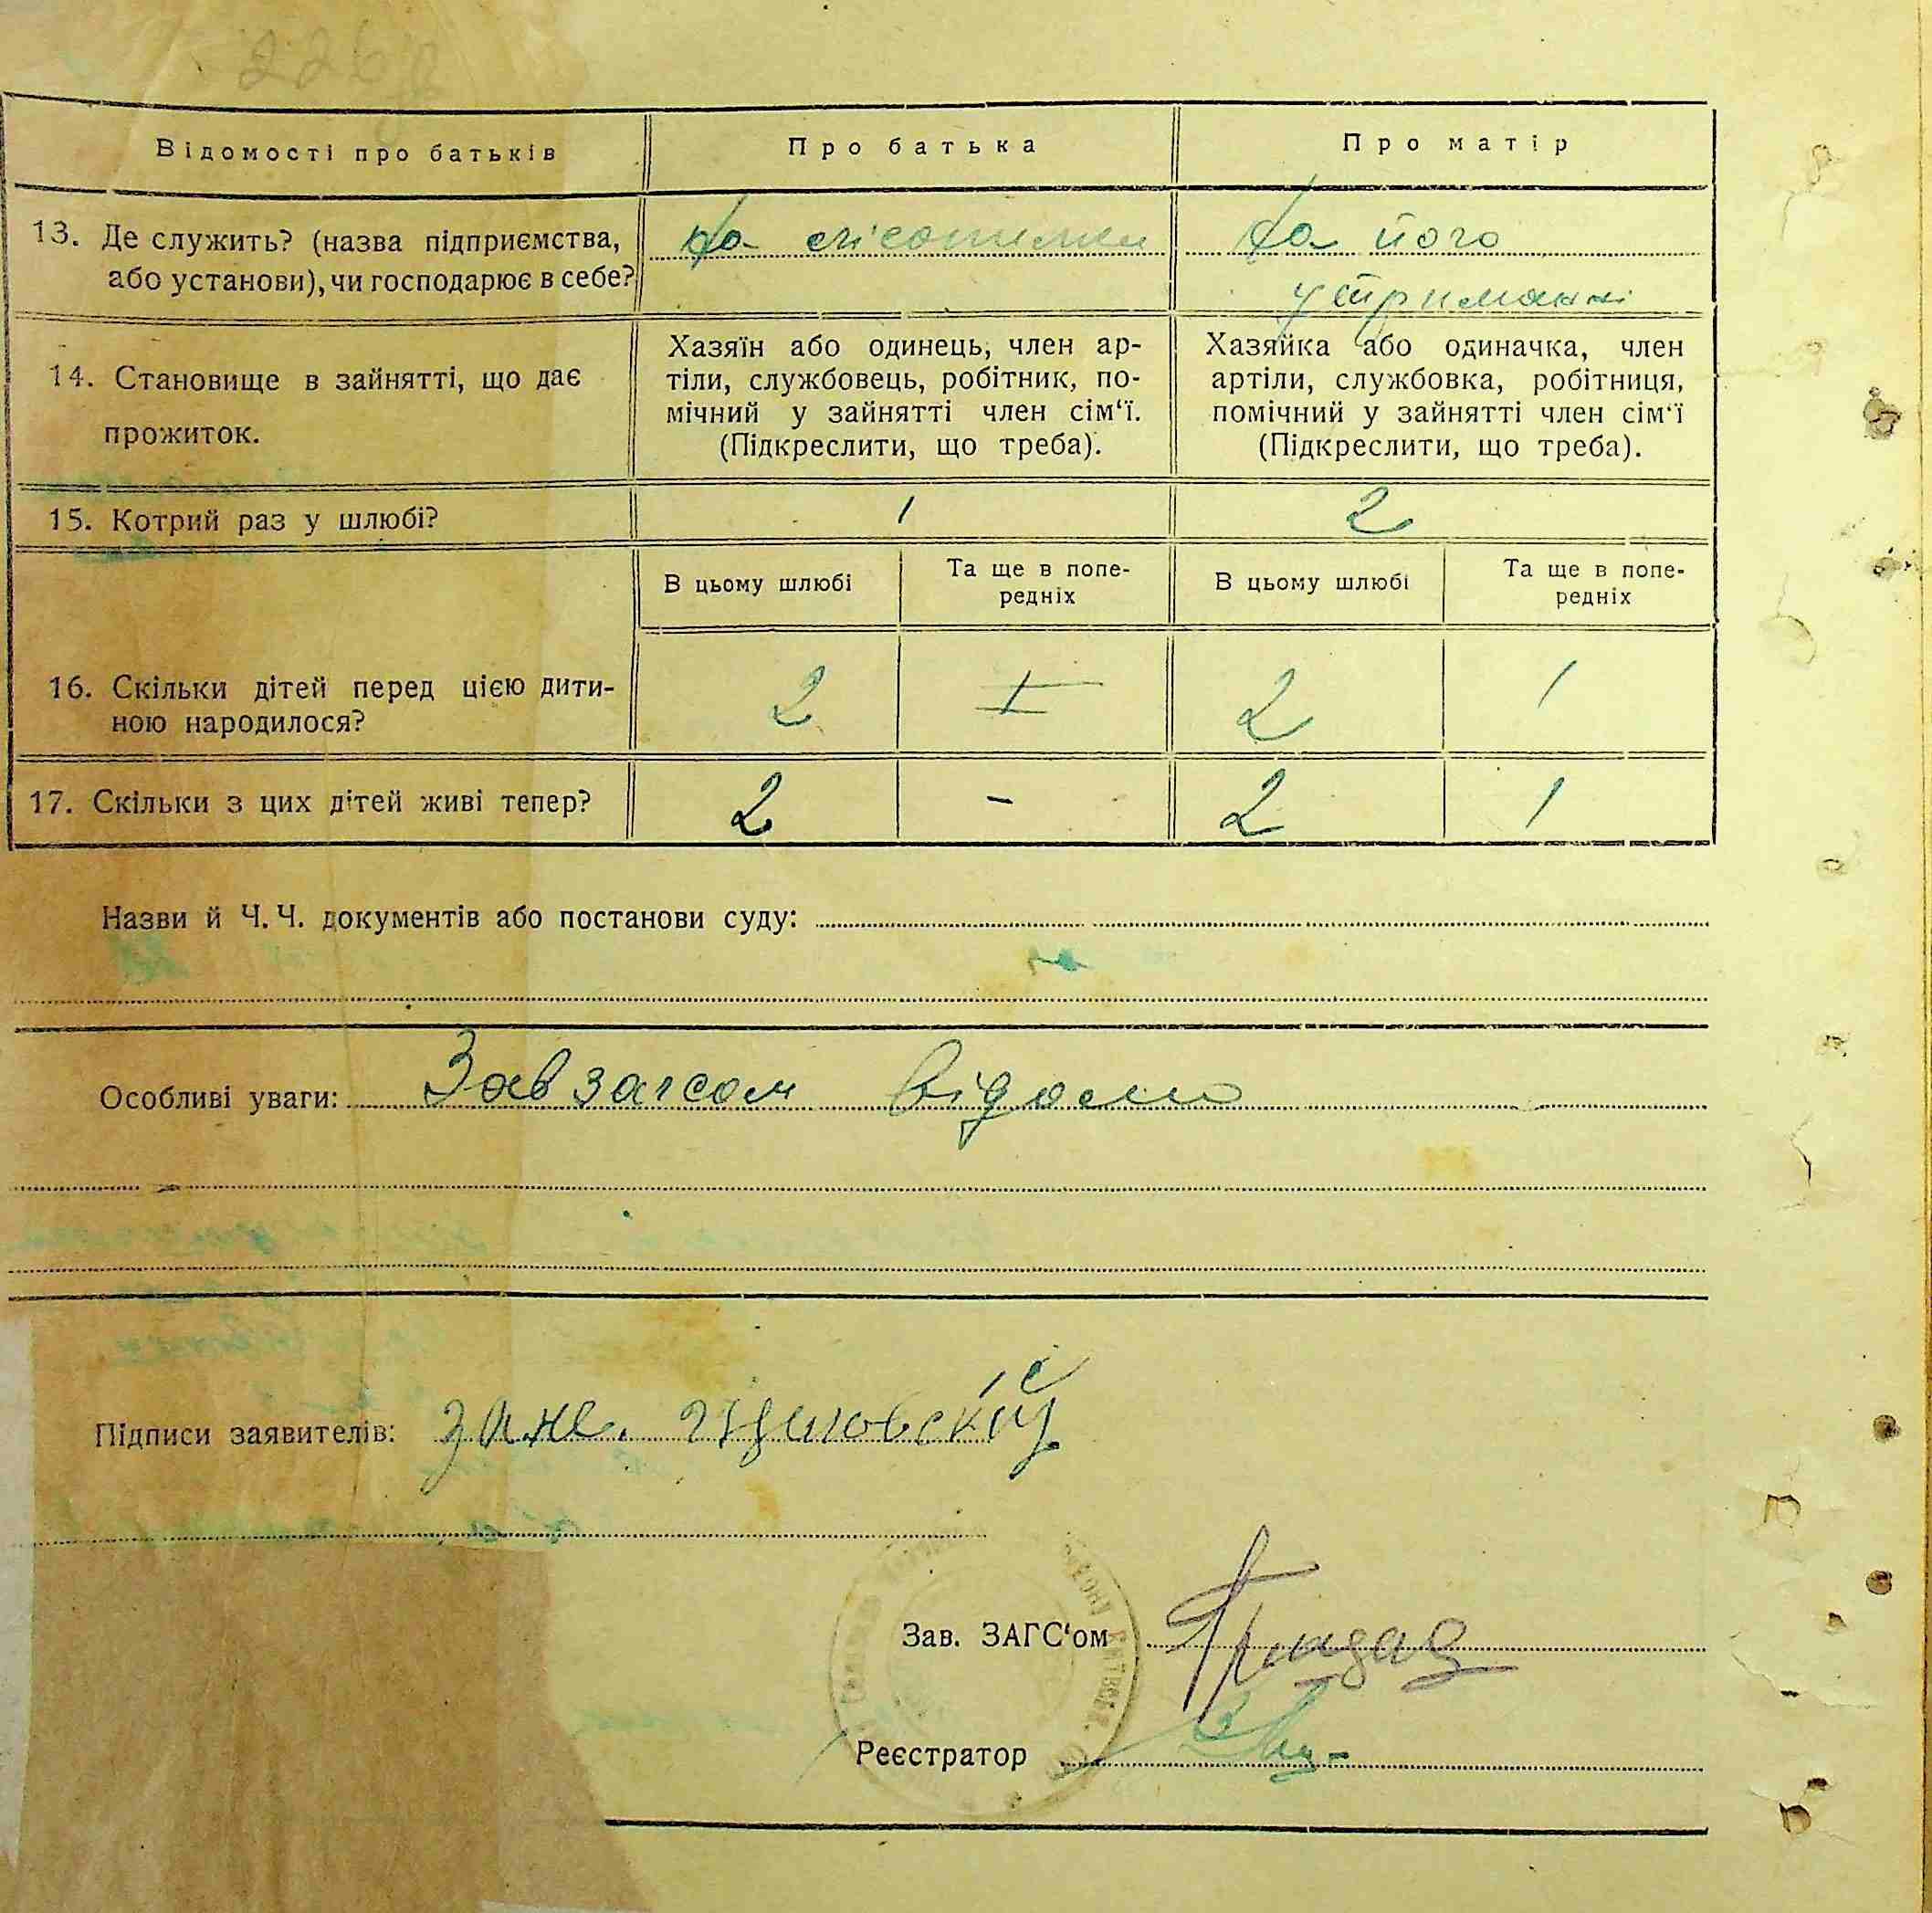 Відомості про батьків
Про батька
Про матір
13. Де служить? (назва підприємства,
або установи), чи господарює в себе?
на лісопилці
на його
утриманні
14. Становище в зайнятті, що дає
прожиток.
Хазяїн або одинець, член ар-
тіли, службовець, робітник, по-
мічний у зайнятті член сім‘ї.
(Підкреслити, що треба).
Хазяйка або одиначка, член
артіли, службовка, робітниця,
помічний у зайнятті член сім‘ї
(Підкреслити, що треба).
15. Котрий раз у шлюбі?
1
2
В цьому шлюбі
Та ще в попе-
редніх
В цьому шлюбі
Та ще в попе-
редніх
16. Скільки дітей перед цією дити-
ною народилося?
2
1
2
1
17. Скільки з цих дітей живі тепер?
2
-
2
1
Назви й Ч. Ч. документів або постанови суду:
Особливі уваги: Завзагсом відомо
Підписи заявителів:
Зав. ЗАГС‘ом
Реєстратор